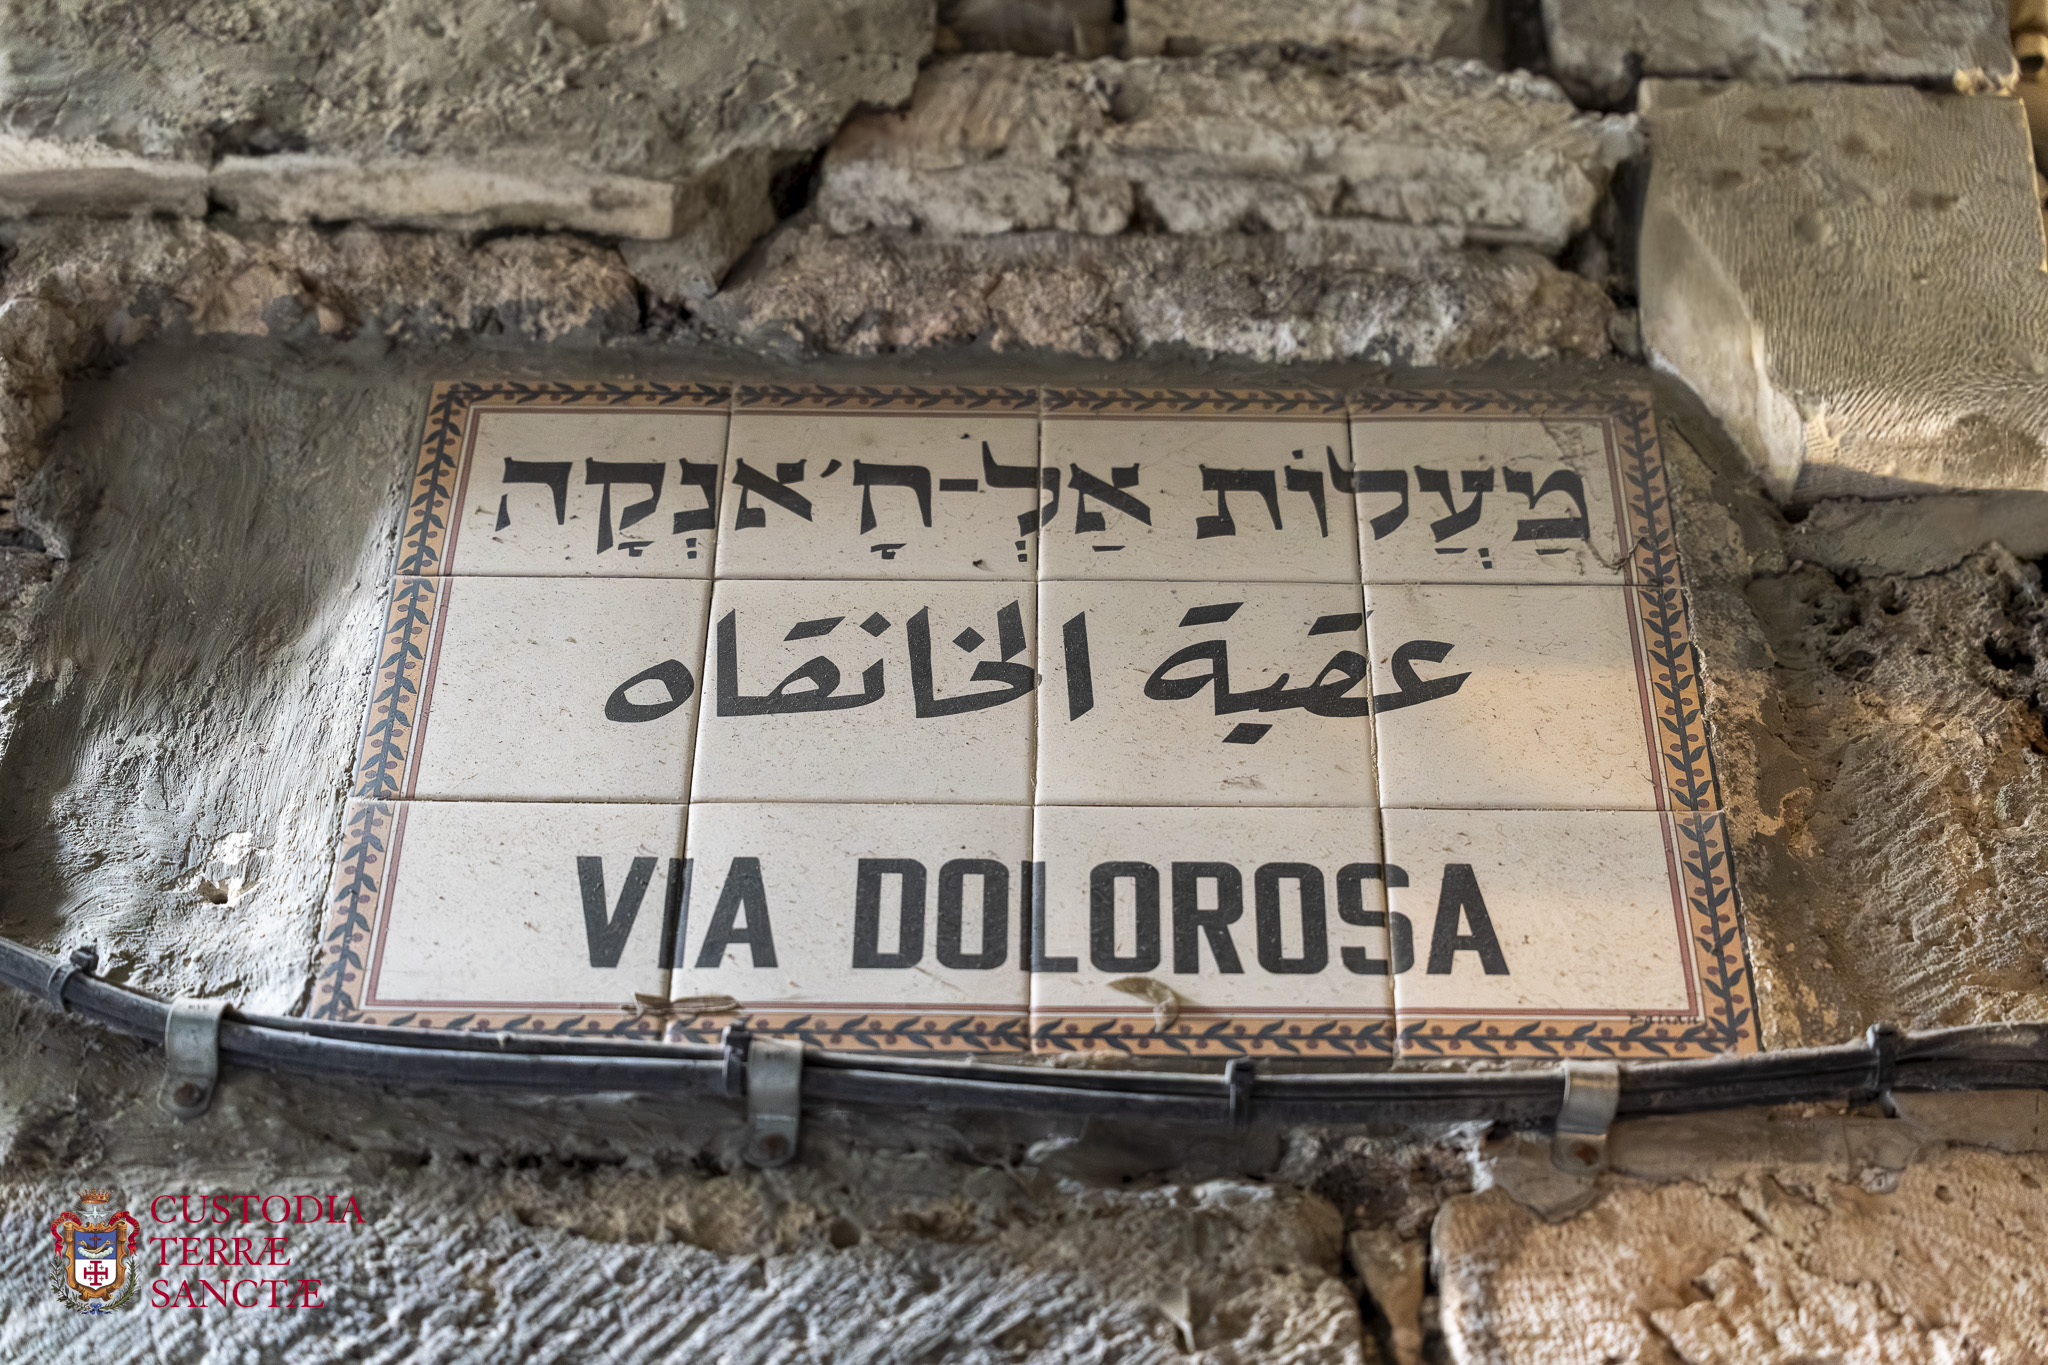 מַעֲלוֹת אַלְ-חָ'אנְקָה
عقبة الخانقاه
VIA DOLOROSA
CUSTODIA
TERRÆ
SANCTÆ